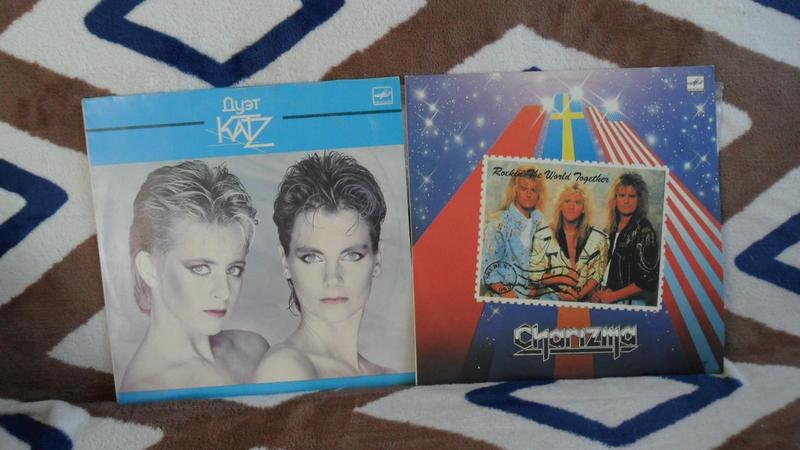 Дуэт
KATZ
Rockin' The World Together
Charizma